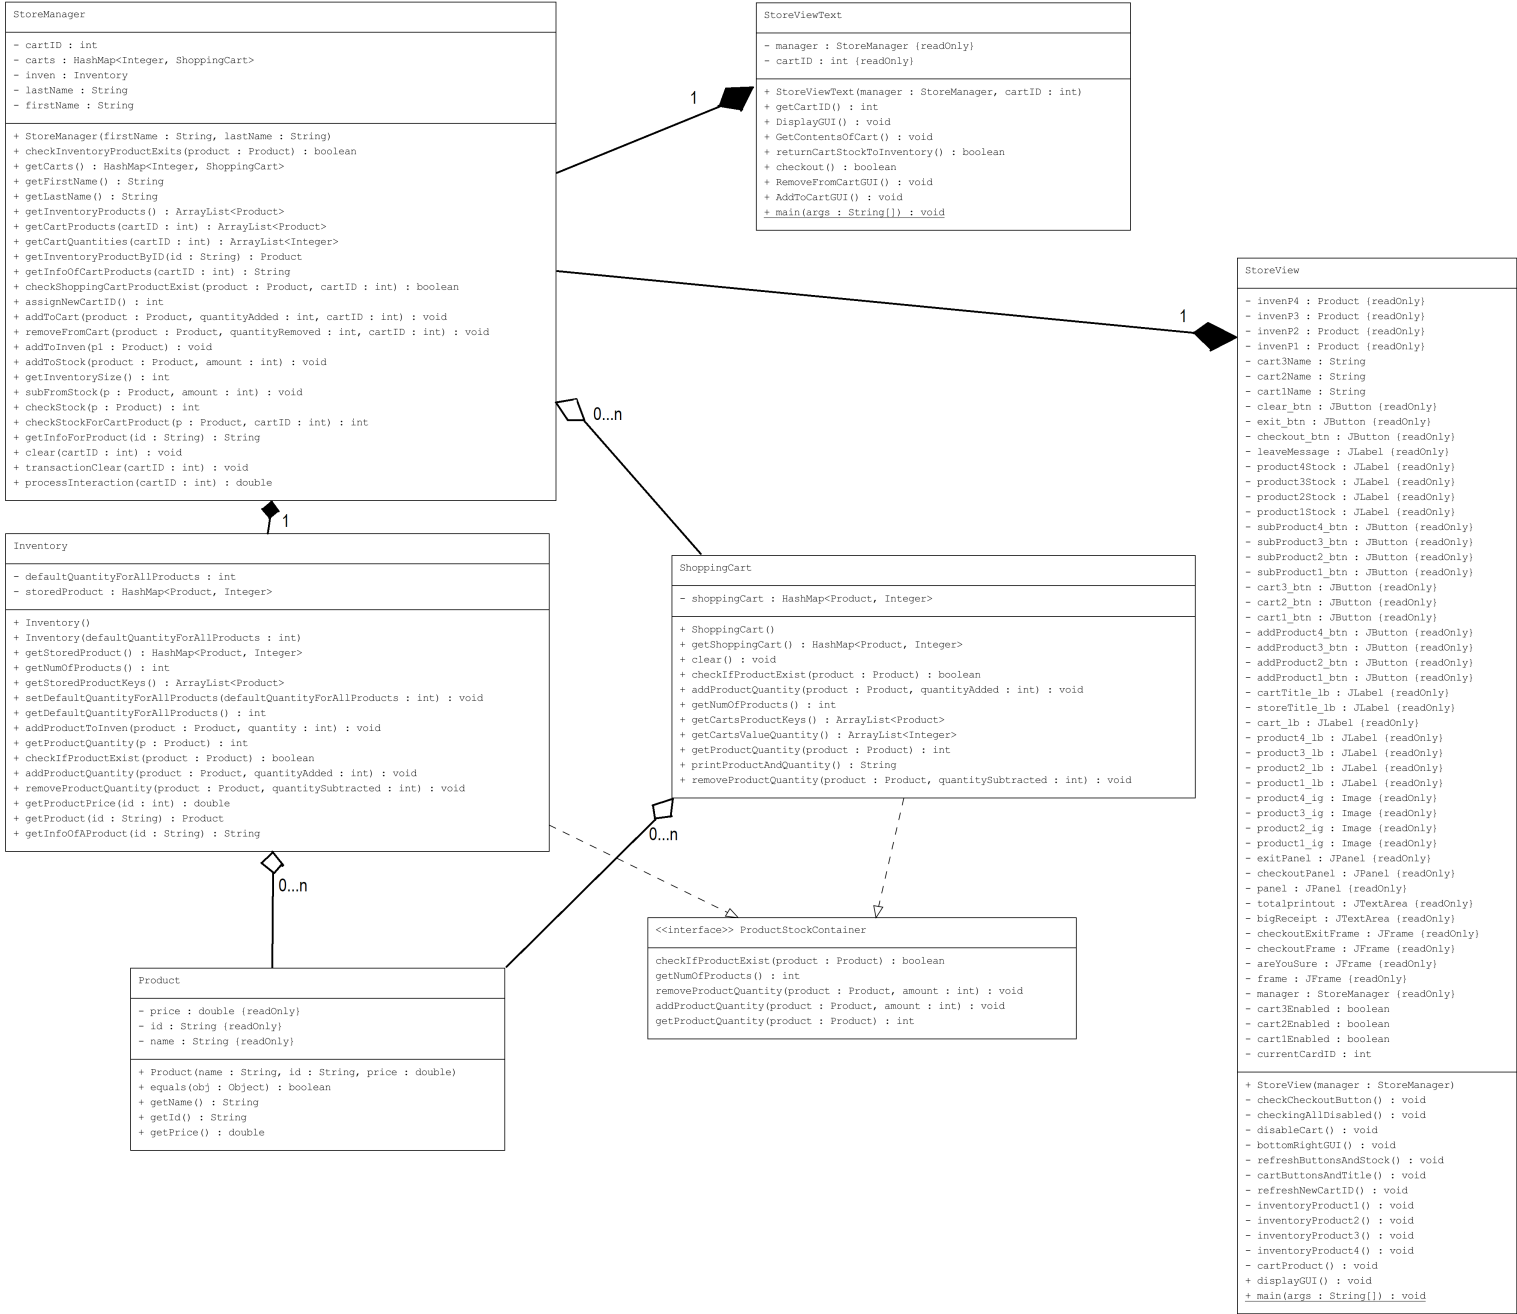 StoreManager
- cartID : int
- carts : HashMap<Integer, ShoppingCart>
- inven : Inventory
- lastName : String
- firstName : String
+ StoreManager(firstName : String, lastName : String)
+ checkInventoryProductExits(product : Product) : boolean
+ getCarts() : HashMap<Integer, ShoppingCart>
+ getFirstName() : String
+ getLastName() : String
+ getInventoryProducts() : ArrayList<Product>
+ getCartProducts(cartID : int) : ArrayList<Product>
+ getCartQuantities(cartID : int) : ArrayList<Integer>
+ getInventoryProductByID(id : String) : Product
+ getInfoOfCartProducts(cartID : int) : String
+ checkShoppingCartProductExist(product : Product, cartID : int) : boolean
+ assignNewCartID() : int
+ addToCart(product : Product, quantityAdded : int, cartID : int) : void
+ removeFromCart(product : Product, quantityRemoved : int, cartID : int) : void
+ addToInven(p1 : Product) : void
+ addToStock(product : Product, amount : int) : void
+ getInventorySize() : int
+ subFromStock(p : Product, amount : int) : void
+ checkStock(p : Product) : int
+ checkStockForCartProduct(p : Product, cartID : int) : int
+ getInfoForProduct(id : String) : String
+ clear(cartID : int) : void
+ transactionClear(cartID : int) : void
+ processInteraction(cartID : int) : double
1
StoreViewText
- manager : StoreManager {readOnly}
- cartID : int {readOnly}
+ StoreViewText(manager : StoreManager, cartID : int)
+ getCartID() : int
+ DisplayGUI() : void
+ GetContentsOfCart() : void
+ returnCartStockToInventory() : boolean
+ checkout() : boolean
+ RemoveFromCartGUI() : void
+ AddToCartGUI() : void
+ main(args : String[]) : void
1
0...n
1
StoreView
- invenP4 : Product {readOnly}
- invenP3 : Product {readOnly}
- invenP2 : Product {readOnly}
- invenP1 : Product {readOnly}
- cart3Name : String
- cart2Name : String
- cart1Name : String
- clear_btn : JButton {readOnly}
- exit_btn : JButton {readOnly}
- checkout_btn : JButton {readOnly}
- leaveMessage : JLabel {readOnly}
- product4Stock : JLabel {readOnly}
- product3Stock : JLabel {readOnly}
- product2Stock : JLabel {readOnly}
- product1Stock : JLabel {readOnly}
- subProduct4_btn : JButton {readOnly}
- subProduct3_btn : JButton {readOnly}
- subProduct2_btn : JButton {readOnly}
- subProduct1_btn : JButton {readOnly}
- cart3_btn : JButton {readOnly}
- cart2_btn : JButton {readOnly}
- cart1_btn : JButton {readOnly}
- addProduct4_btn : JButton {readOnly}
- addProduct3_btn : JButton {readOnly}
- addProduct2_btn : JButton {readOnly}
- addProduct1_btn : JButton {readOnly}
- cartTitle_lb : JLabel {readOnly}
- storeTitle_lb : JLabel {readOnly}
- cart_lb : JLabel {readOnly}
- product4_lb : JLabel {readOnly}
- product3_lb : JLabel {readOnly}
- product2_lb : JLabel {readOnly}
- product1_lb : JLabel {readOnly}
- product4_ig : Image {readOnly}
- product3_ig : Image {readOnly}
- product2_ig : Image {readOnly}
- product1_ig : Image {readOnly}
- exitPanel : JPanel {readOnly}
- checkoutPanel : JPanel {readOnly}
- panel : JPanel {readOnly}
- totalprintout : JTextArea {readOnly}
- bigReceipt : JTextArea {readOnly}
- checkoutExitFrame : JFrame {readOnly}
- checkoutFrame : JFrame {readOnly}
- areYouSure : JFrame {readOnly}
- frame : JFrame {readOnly}
- manager : StoreManager {readOnly}
- cart3Enabled : boolean
- cart2Enabled : boolean
- cart1Enabled : boolean
- currentCardID : int
+ StoreView(manager : StoreManager)
- checkCheckoutButton() : void
- checkingAllDisabled() : void
- disableCart() : void
- bottomRightGUI() : void
- refreshButtonsAndStock() : void
- cartButtonsAndTitle() : void
- refreshNewCartID() : void
- inventoryProduct1() : void
- inventoryProduct2() : void
- inventoryProduct3() : void
- inventoryProduct4() : void
- cartProduct() : void
+ displayGUI() : void
+ main(args : String[]) : void
Inventory
- defaultQuantityForAllProducts : int
- storedProduct : HashMap<Product, Integer>
+ Inventory()
+ Inventory(defaultQuantityForAllProducts : int)
+ getStoredProduct() : HashMap<Product, Integer>
+ getNumOfProducts() : int
+ getStoredProductKeys() : ArrayList<Product>
+ setDefaultQuantityForAllProducts(defaultQuantityForAllProducts : int) : void
+ getDefaultQuantityForAllProducts() : int
+ addProductToInven(product : Product, quantity : int) : void
+ getProductQuantity(p : Product) : int
+ checkIfProductExist(product : Product) : boolean
+ addProductQuantity(product : Product, quantityAdded : int) : void
+ removeProductQuantity(product : Product, quantitySubtracted : int) : void
+ getProductPrice(id : int) : double
+ getProduct(id : String) : Product
+ getInfoOfAProduct(id : String) : String
ShoppingCart
- shoppingCart : HashMap<Product, Integer>
+ ShoppingCart()
+ getShoppingCart() : HashMap<Product, Integer>
+ clear() : void
+ checkIfProductExist(product : Product) : boolean
+ addProductQuantity(product : Product, quantityAdded : int) : void
+ getNumOfProducts() : int
+ getCartsProductKeys() : ArrayList<Product>
+ getCartsValueQuantity() : ArrayList<Integer>
+ getProductQuantity(product : Product) : int
+ printProductAndQuantity() : String
+ removeProductQuantity(product : Product, quantitySubtracted : int) : void
0...n
0...n
<<interface>> ProductStockContainer
checkIfProductExist(product : Product) : boolean
getNumOfProducts() : int
removeProductQuantity(product : Product, amount : int) : void
addProductQuantity(product : Product, amount : int) : void
getProductQuantity(product : Product) : int
Product
- price : double {readOnly}
- id : String {readOnly}
- name : String {readOnly}
+ Product(name : String, id : String, price : double)
+ equals(obj : Object) : boolean
+ getName() : String
+ getId() : String
+ getPrice() : double